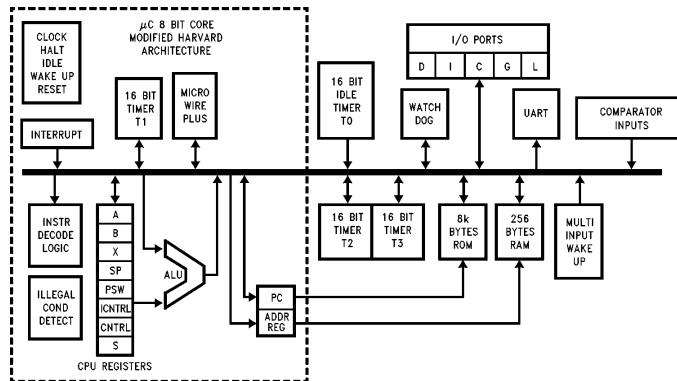 CLOCK
HALT
IDLE
WAKE UP
RESET
μC 8 BIT CORE
MODIFIED HARVARD
ARCHITECTURE
INTERRUPT
16 BIT
TIMER
T1
MICRO
WIRE
PLUS
16 BIT
IDLE
TIMER
T0
WATCH
DOG
I/O PORTS
D I C G L
UART
COMPARATOR
INPUTS
INSTR
DECODE
LOGIC
ILLEGAL
COND
DETECT
A
B
X
SP
PSW
ICNTRL
CNTRL
S
CPU REGISTERS
ALU
PC
ADDR
REG
16 BIT
TIMER
T2
16 BIT
TIMER
T3
8k
BYTES
ROM
256
BYTES
RAM
MULTI
INPUT
WAKE
UP